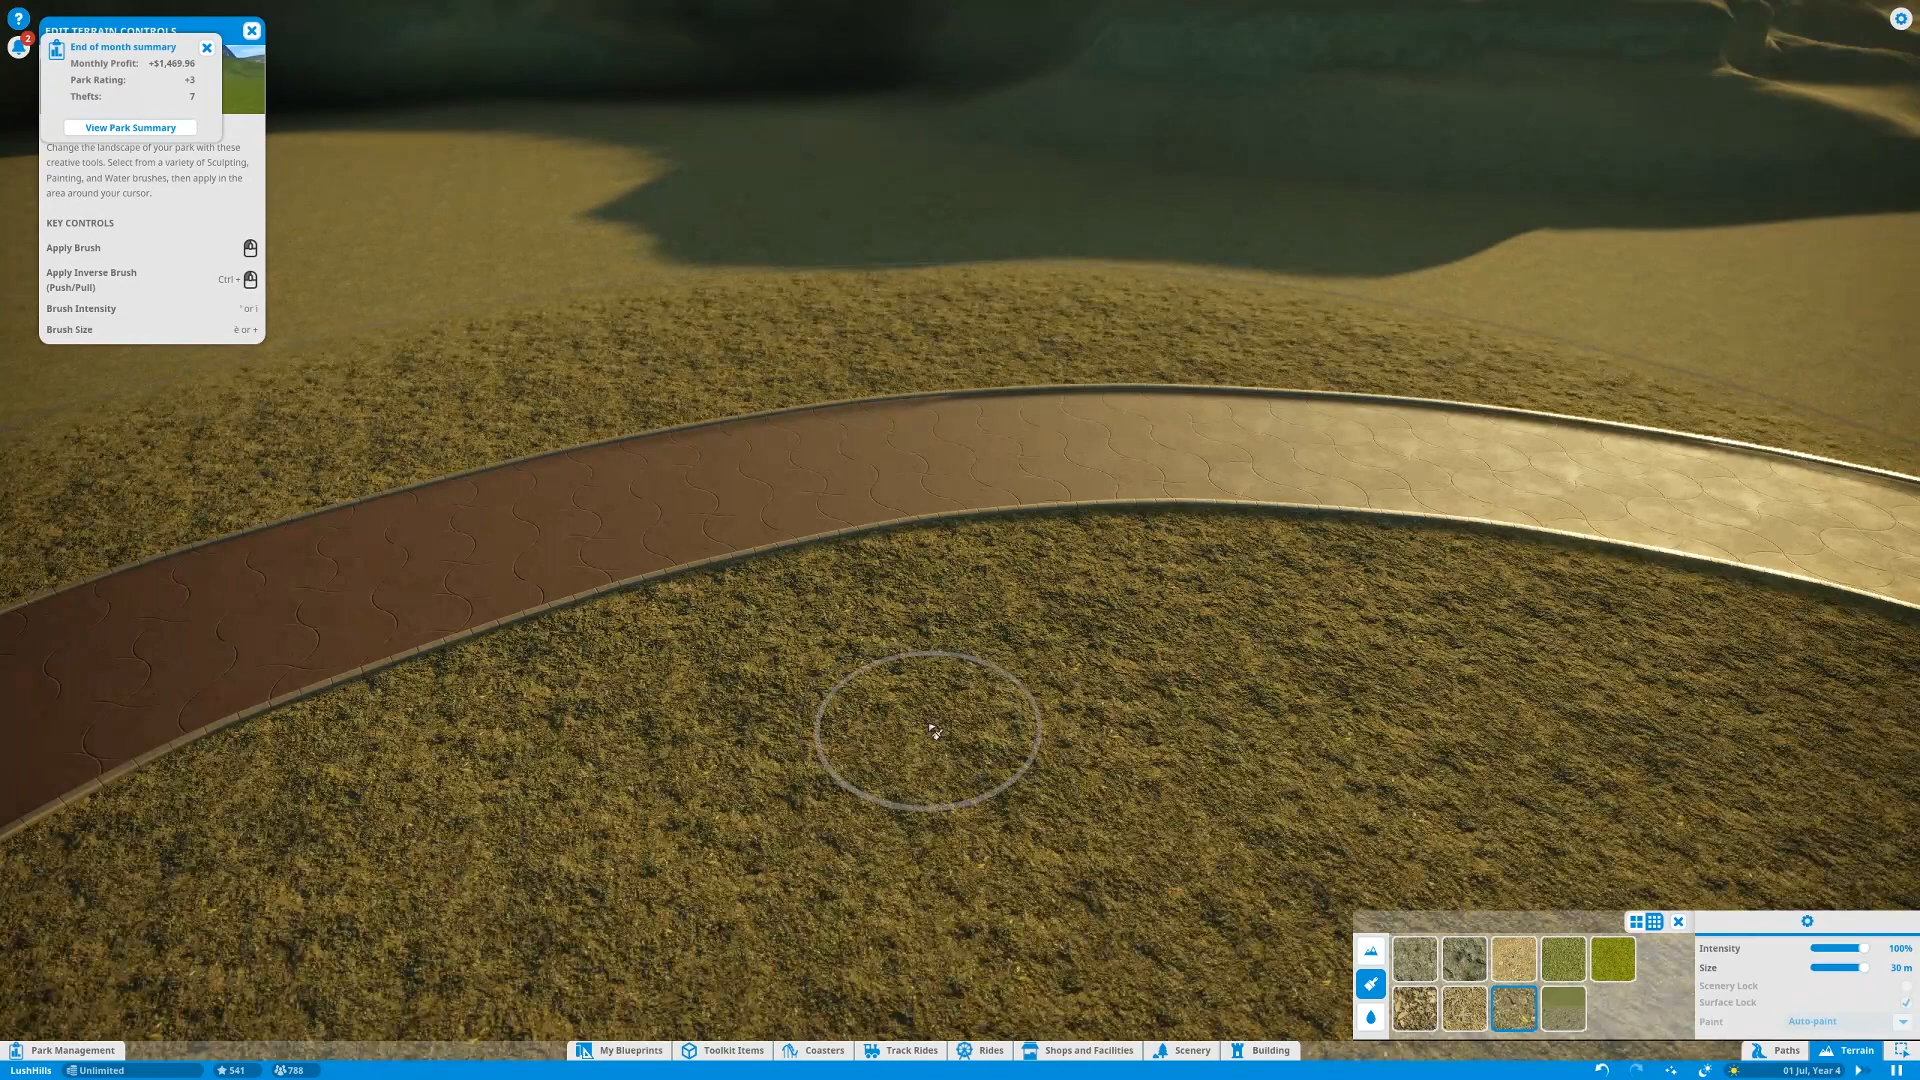 ?
2
EDIT TERRAIN CONTROLS
End of month summary
Monthly Profit: +$1,469.96
Park Rating: +3
Thefts: 7
View Park Summary
Change the landscape of your park with these
creative tools. Select from a variety of Sculpting,
Painting, and Water brushes, then apply in the
area around your cursor.
KEY CONTROLS
Apply Brush
Apply Inverse Brush
(Push/Pull) Ctrl +
Brush Intensity ' or ì
Brush Size è or +
Intensity 100%
Size 30 m
Scenery Lock
Surface Lock
Paint Auto-paint
Park Management
My Blueprints
Toolkit Items
Coasters
Track Rides
Rides
Shops and Facilities
Scenery
Building
Paths
Terrain
LushHills
Unlimited
541
788
01 Jul, Year 4